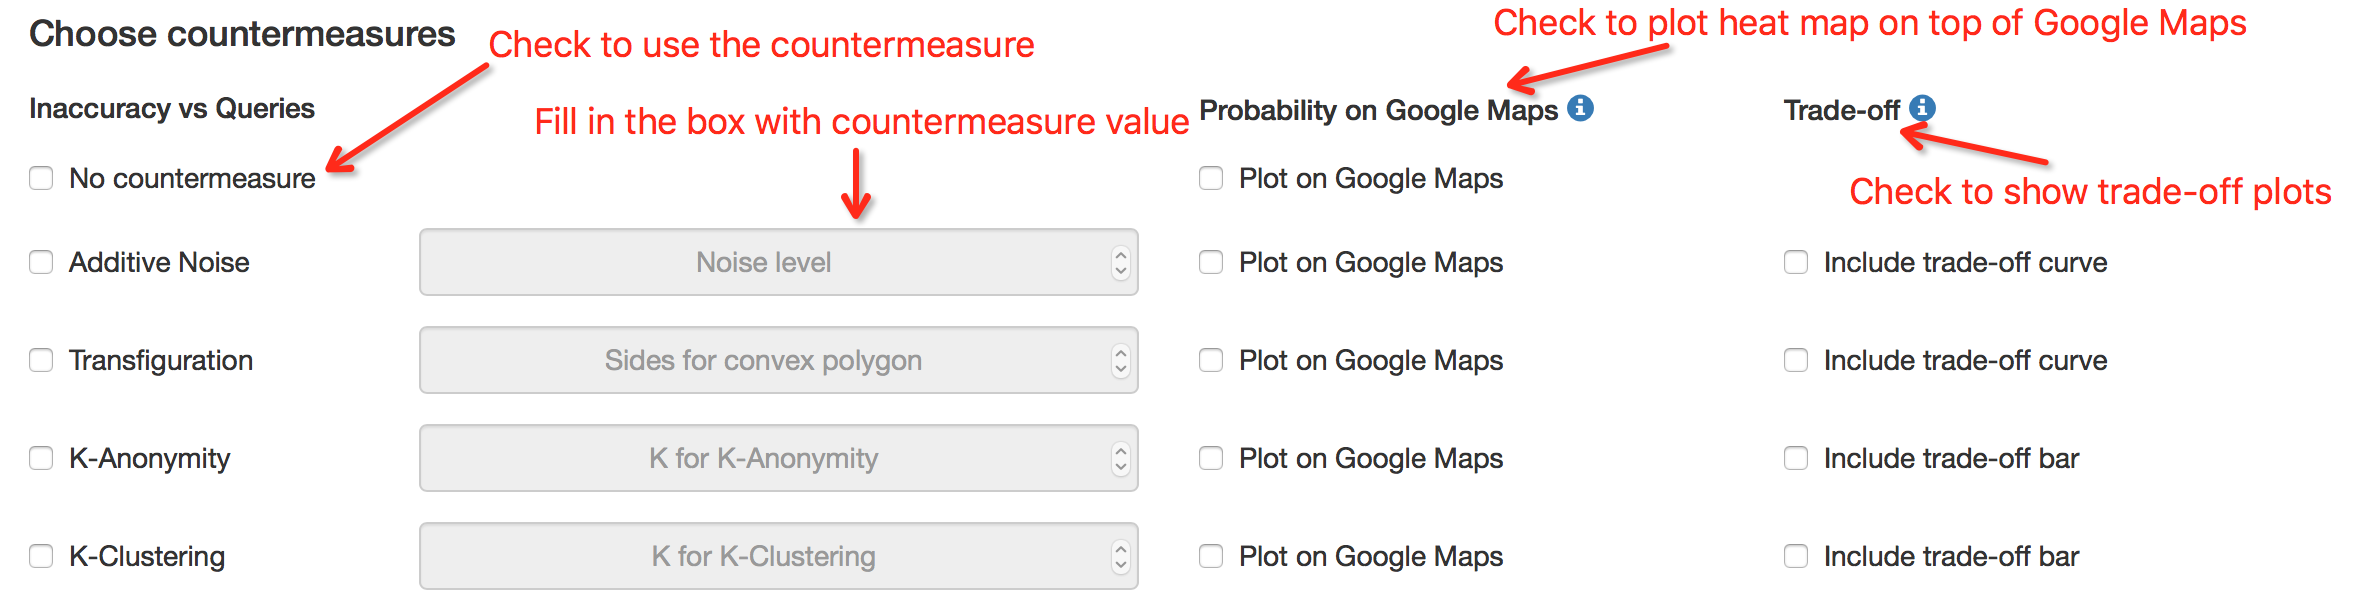 Choose countermeasures
Check to use the countermeasure
Check to plot heat map on top of Google Maps
Inaccuracy vs Queries
Fill in the box with countermeasure value
Probability on Google Maps
Trade-off
Check to show trade-off plots
No countermeasure
Plot on Google Maps
Additive Noise
Noise level
Plot on Google Maps
Include trade-off curve
Transfiguration
Sides for convex polygon
Plot on Google Maps
Include trade-off curve
K-Anonymity
K for K-Anonymity
Plot on Google Maps
Include trade-off bar
K-Clustering
K for K-Clustering
Plot on Google Maps
Include trade-off bar